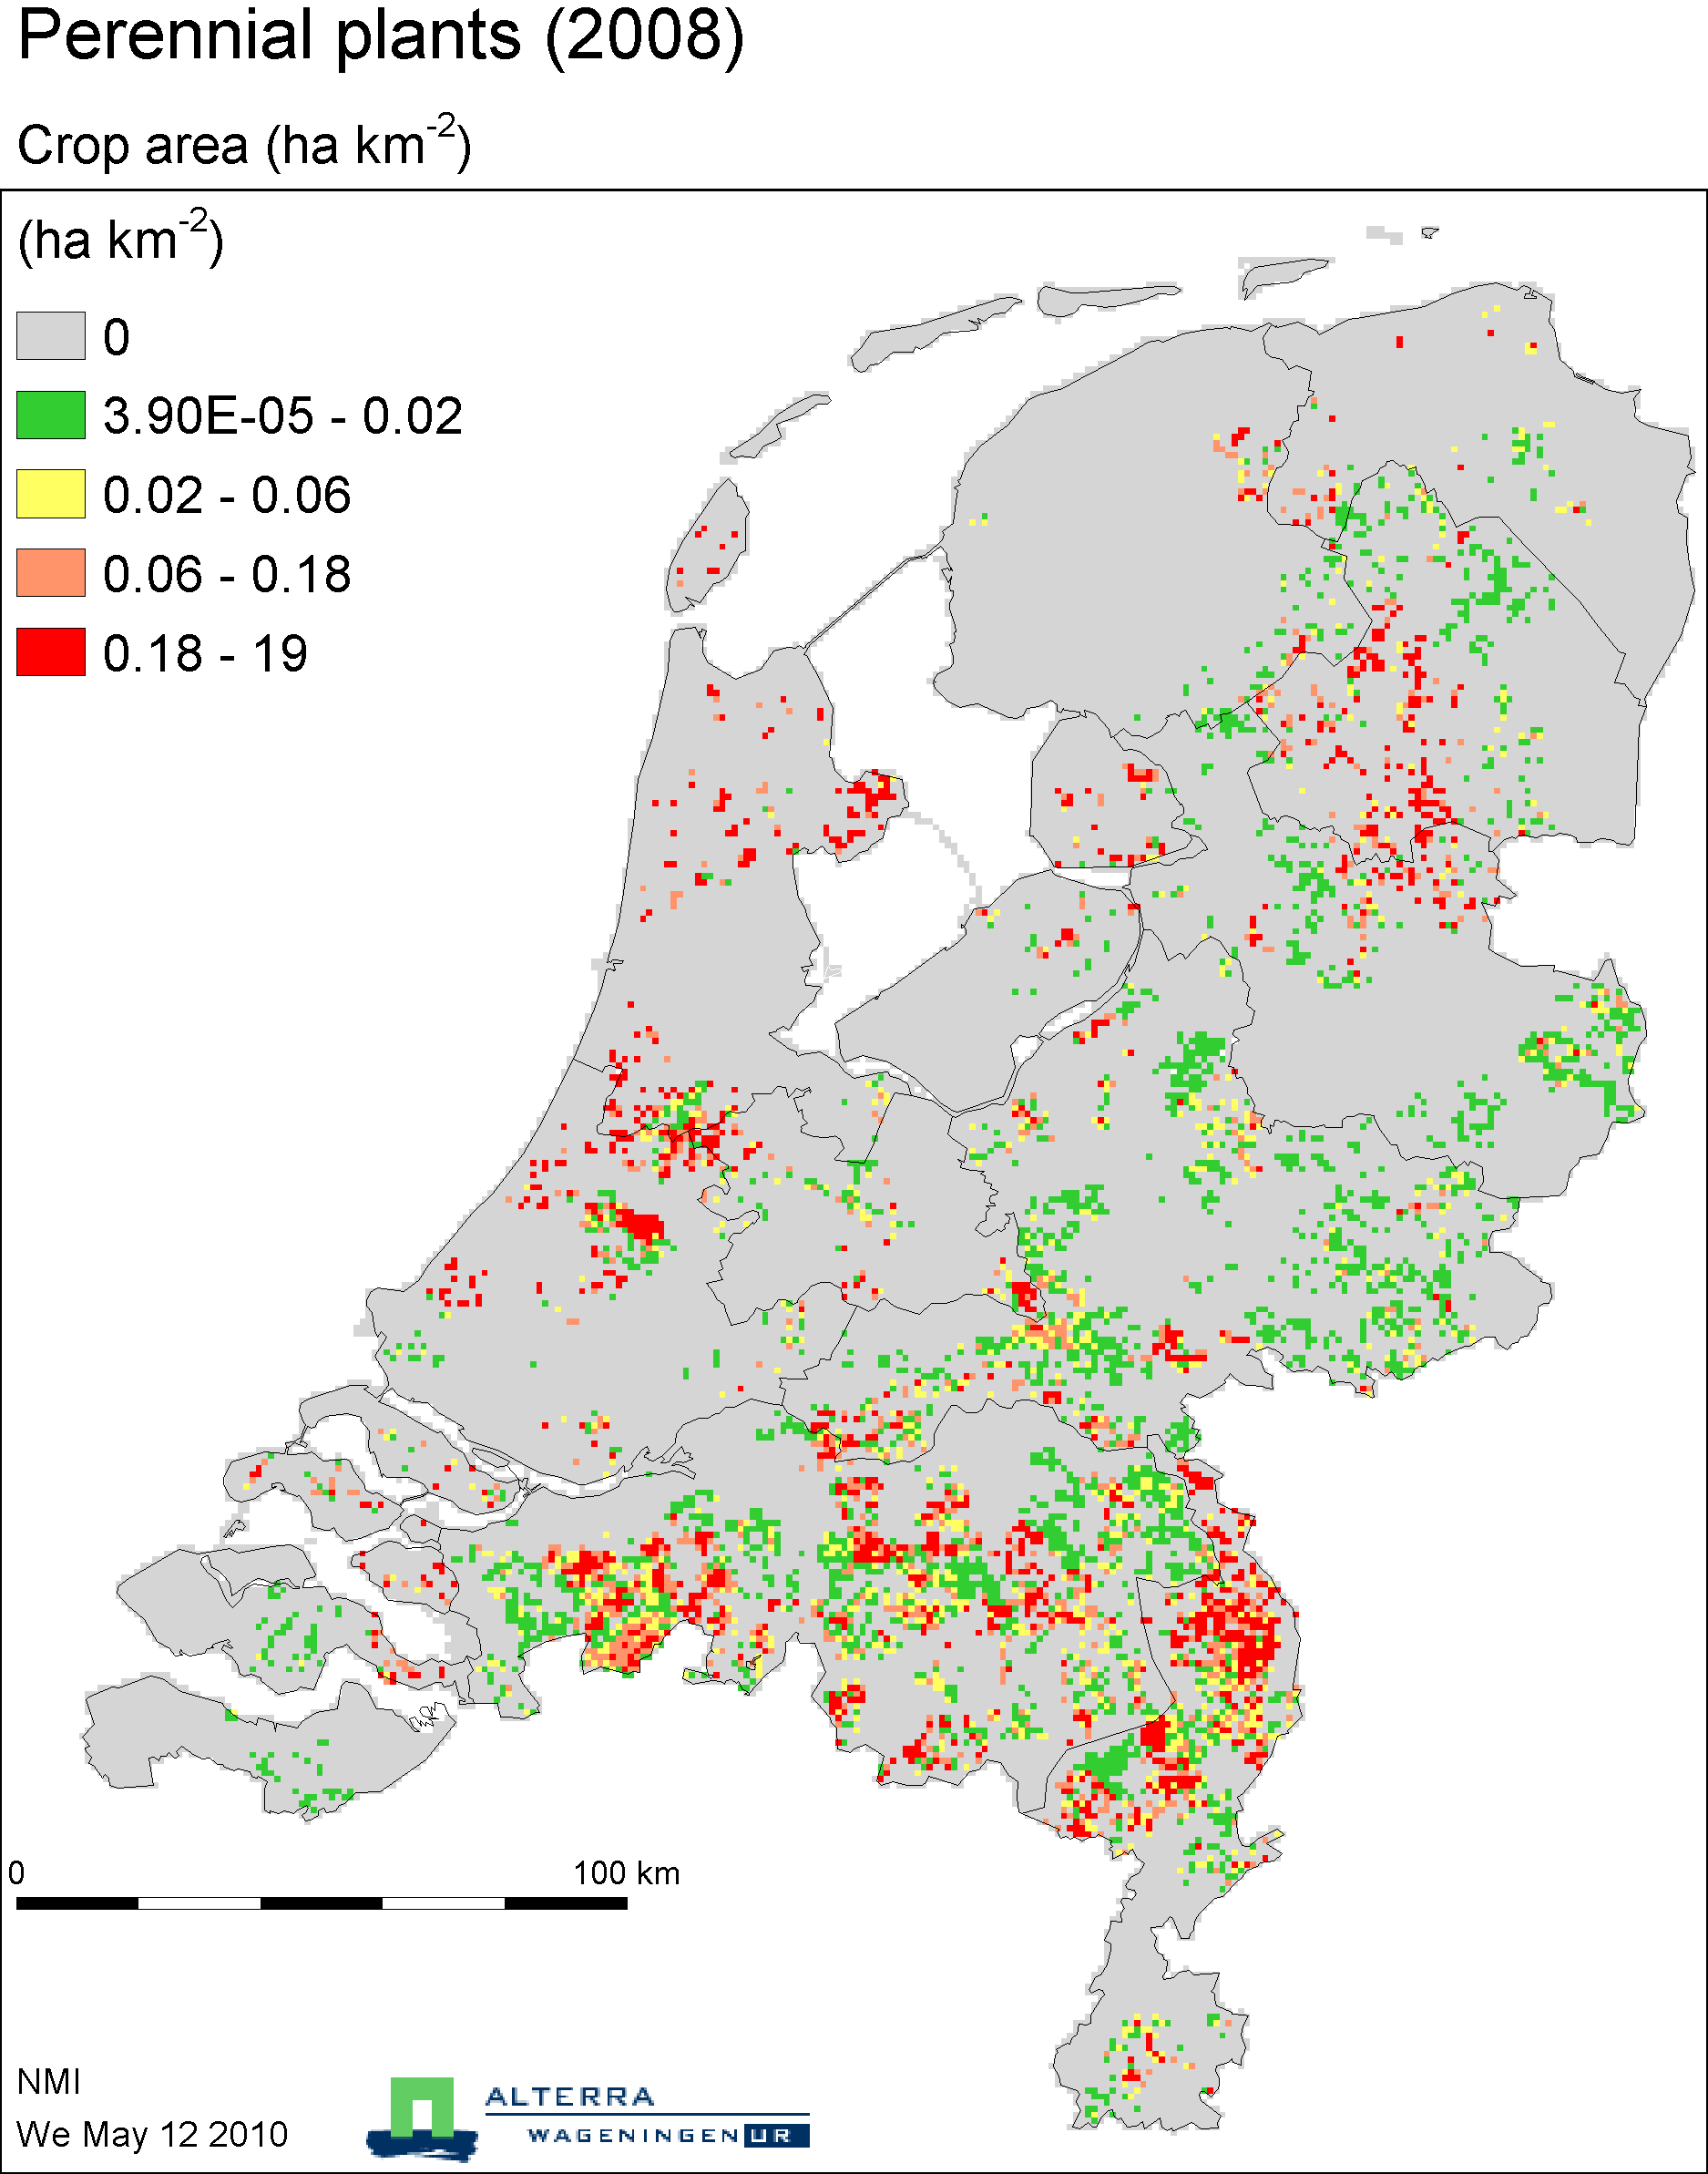 Perennial plants (2008)
Crop area (ha km-2)
(ha km-2)
0
3.90E-05 - 0.02
0.02 - 0.06
0.06 - 0.18
0.18 - 19
0 100 km
NMI
We May 12 2010
ALTERRA
WAGENINGEN UR